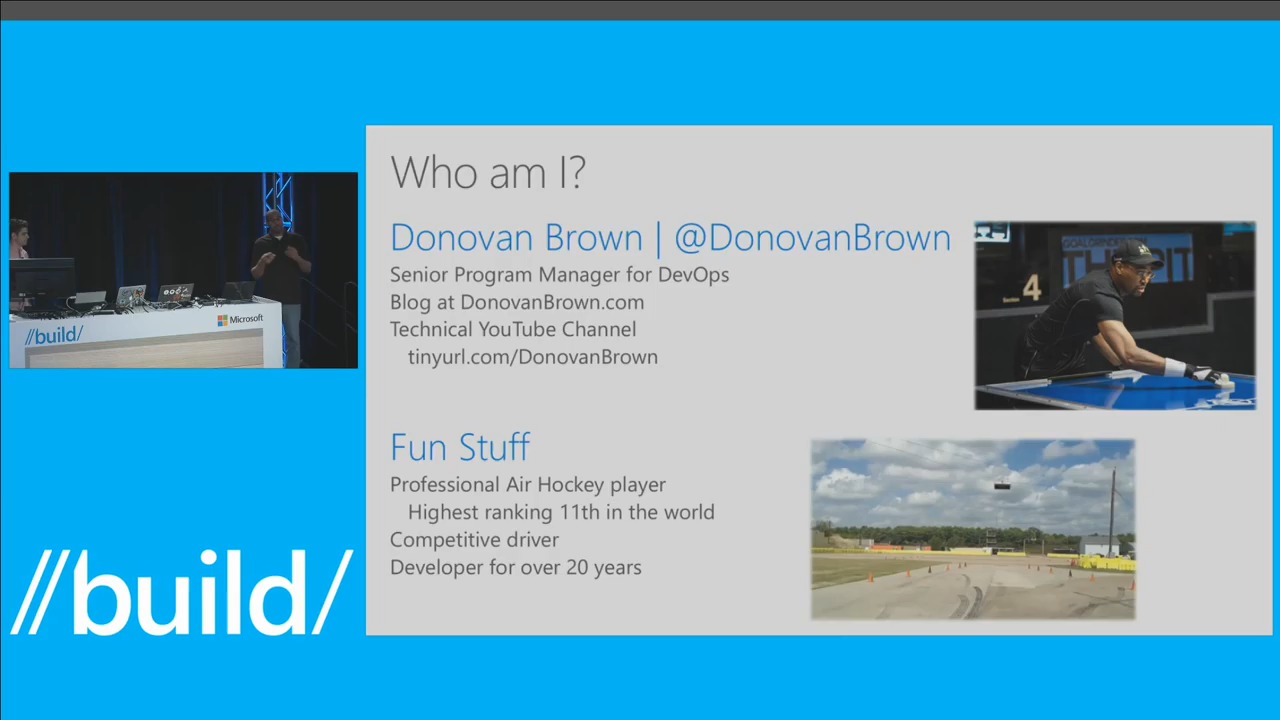 Who am I?
Donovan Brown | @DonovanBrown
Senior Program Manager for DevOps
Blog at DonovanBrown.com
Technical YouTube Channel
tinyurl.com/DonovanBrown
Fun Stuff
Professional Air Hockey player
Highest ranking 11th in the world
Competitive driver
Developer for over 20 years
4
//build/
Microsoft
//build/